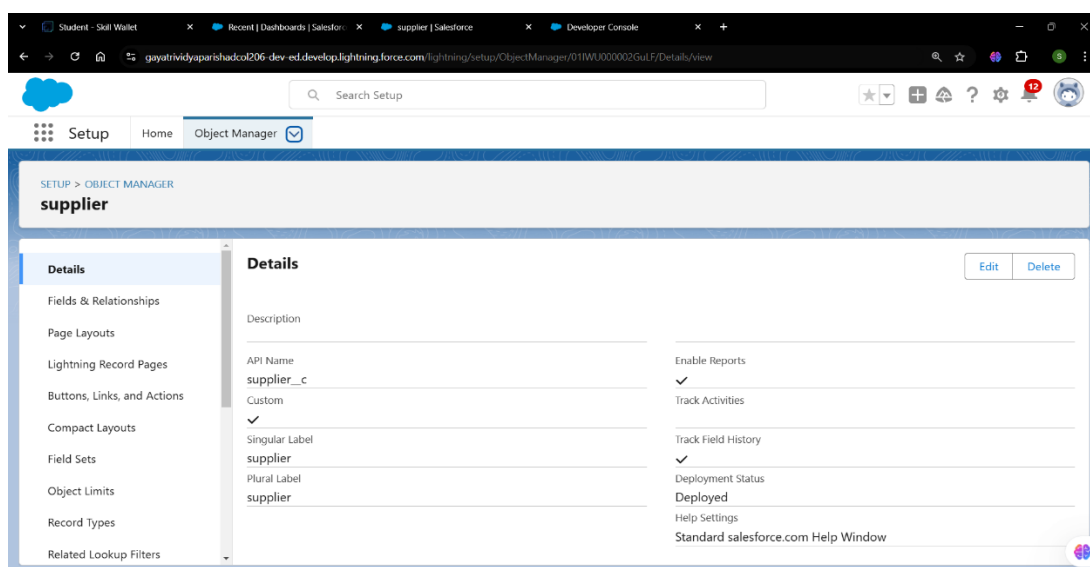 Student - Skill Wallet
Recent | Dashboards | Salesforc
supplier | Salesforce
Developer Console
gayatrividyaparishadcol206-dev-ed.develop.lightning.force.com/lightning/setup/ObjectManager/01IWU000002GuLF/Details/view
S
Search Setup
12
Setup
Home
Object Manager
SETUP > OBJECT MANAGER
supplier
Details
Fields & Relationships
Page Layouts
Lightning Record Pages
Buttons, Links, and Actions
Compact Layouts
Field Sets
Object Limits
Record Types
Related Lookup Filters
Details
Edit
Delete
Description
API Name
supplier__c
Custom
Singular Label
supplier
Plural Label
supplier
Enable Reports
Track Activities
Track Field History
Deployment Status
Deployed
Help Settings
Standard salesforce.com Help Window